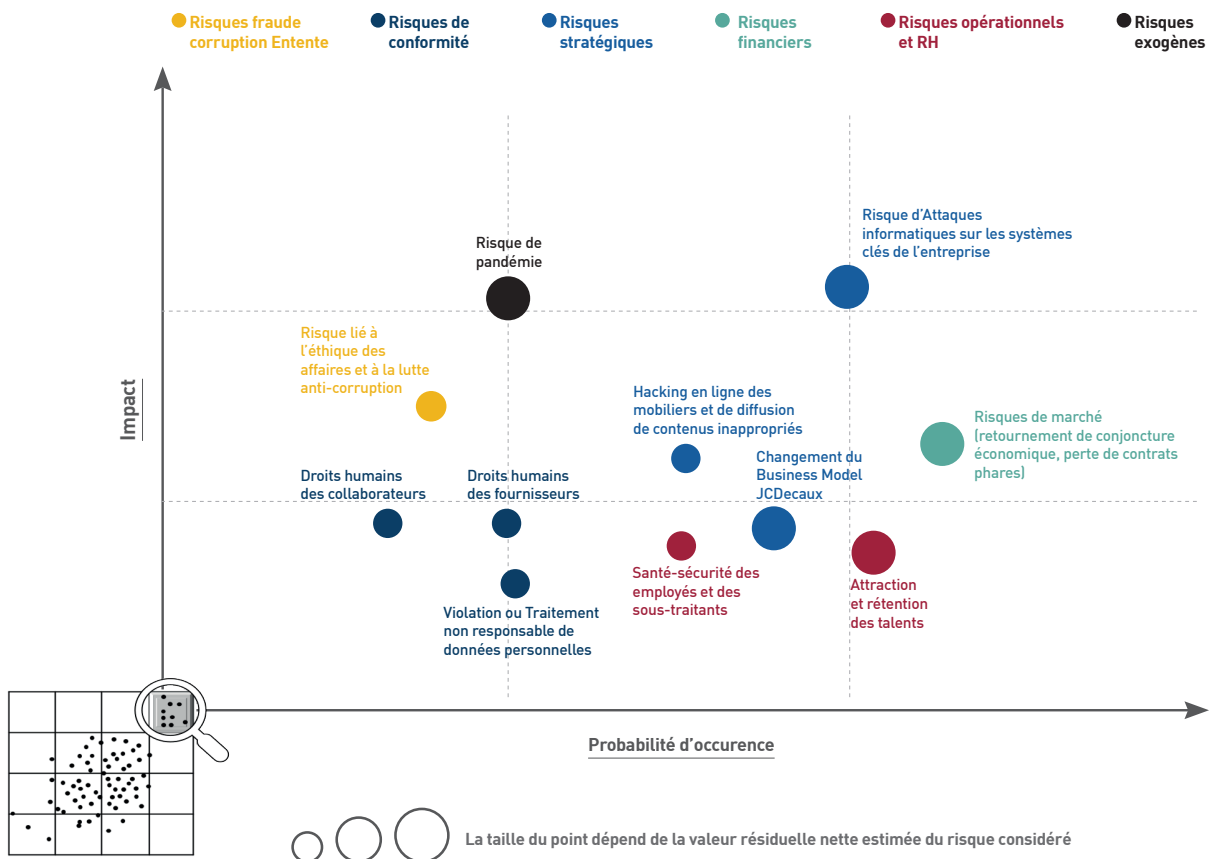 Risques fraude
corruption Entente
Risques de
conformité
Risques
stratégiques
Risques
financiers
Risques opérationnels
et RH
Risques
exogènes
Risque d'Attaques
informatiques sur les systèmes
clés de l'entreprise
Risque de
pandémie
Risque lié à
l'éthique des
affaires et à la lutte
anti-corruption
Hacking en ligne des
mobiliers et de diffusion
de contenus inappropriés
Risques de marché
(retournement de conjoncture
économique, perte de contrats
phares)
Impact
Changement du
Business Model
JCDecaux
Droits humains
des collaborateurs
Droits humains
des fournisseurs
Santé-sécurité des
employés et des
sous-traitants
Attraction
et rétention
des talents
Violation ou Traitement
non responsable de
données personnelles
Probabilité d'occurence
La taille du point dépend de la valeur résiduelle nette estimée du risque considéré